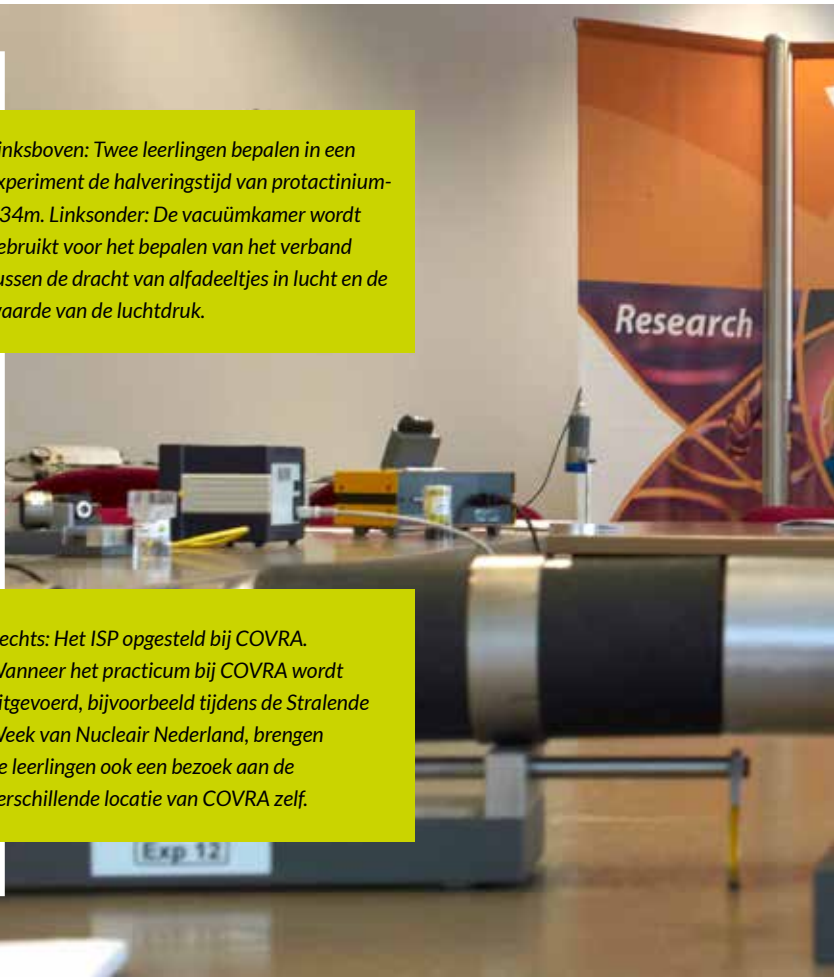 inksboven: Twee leerlingen bepalen in een
xperiment de halveringstijd van protactinium-
34m. Linksonder: De vacuümkamer wordt
ebruikt voor het bepalen van het verband
ussen de dracht van alfadeeltjes in lucht en de
vaarde van de luchtdruk.
Research
echts: Het ISP opgesteld bij COVRA.
Vanneer het practicum bij COVRA wordt
itgevoerd, bijvoorbeeld tijdens de Stralende
Veek van Nucleair Nederland, brengen
e leerlingen ook een bezoek aan de
erschillende locatie van COVRA zelf.
Exp 12